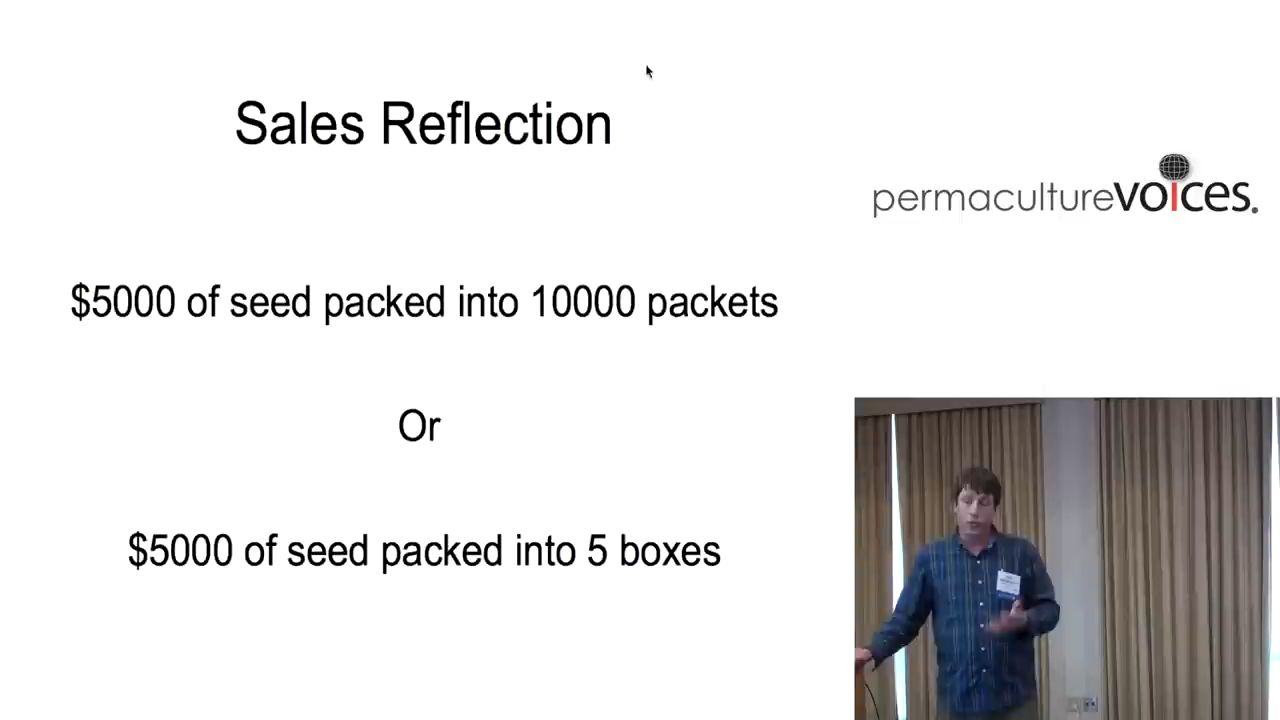 Sales Reflection
permaculturevoices.
$5000 of seed packed into 10000 packets
Or
$5000 of seed packed into 5 boxes